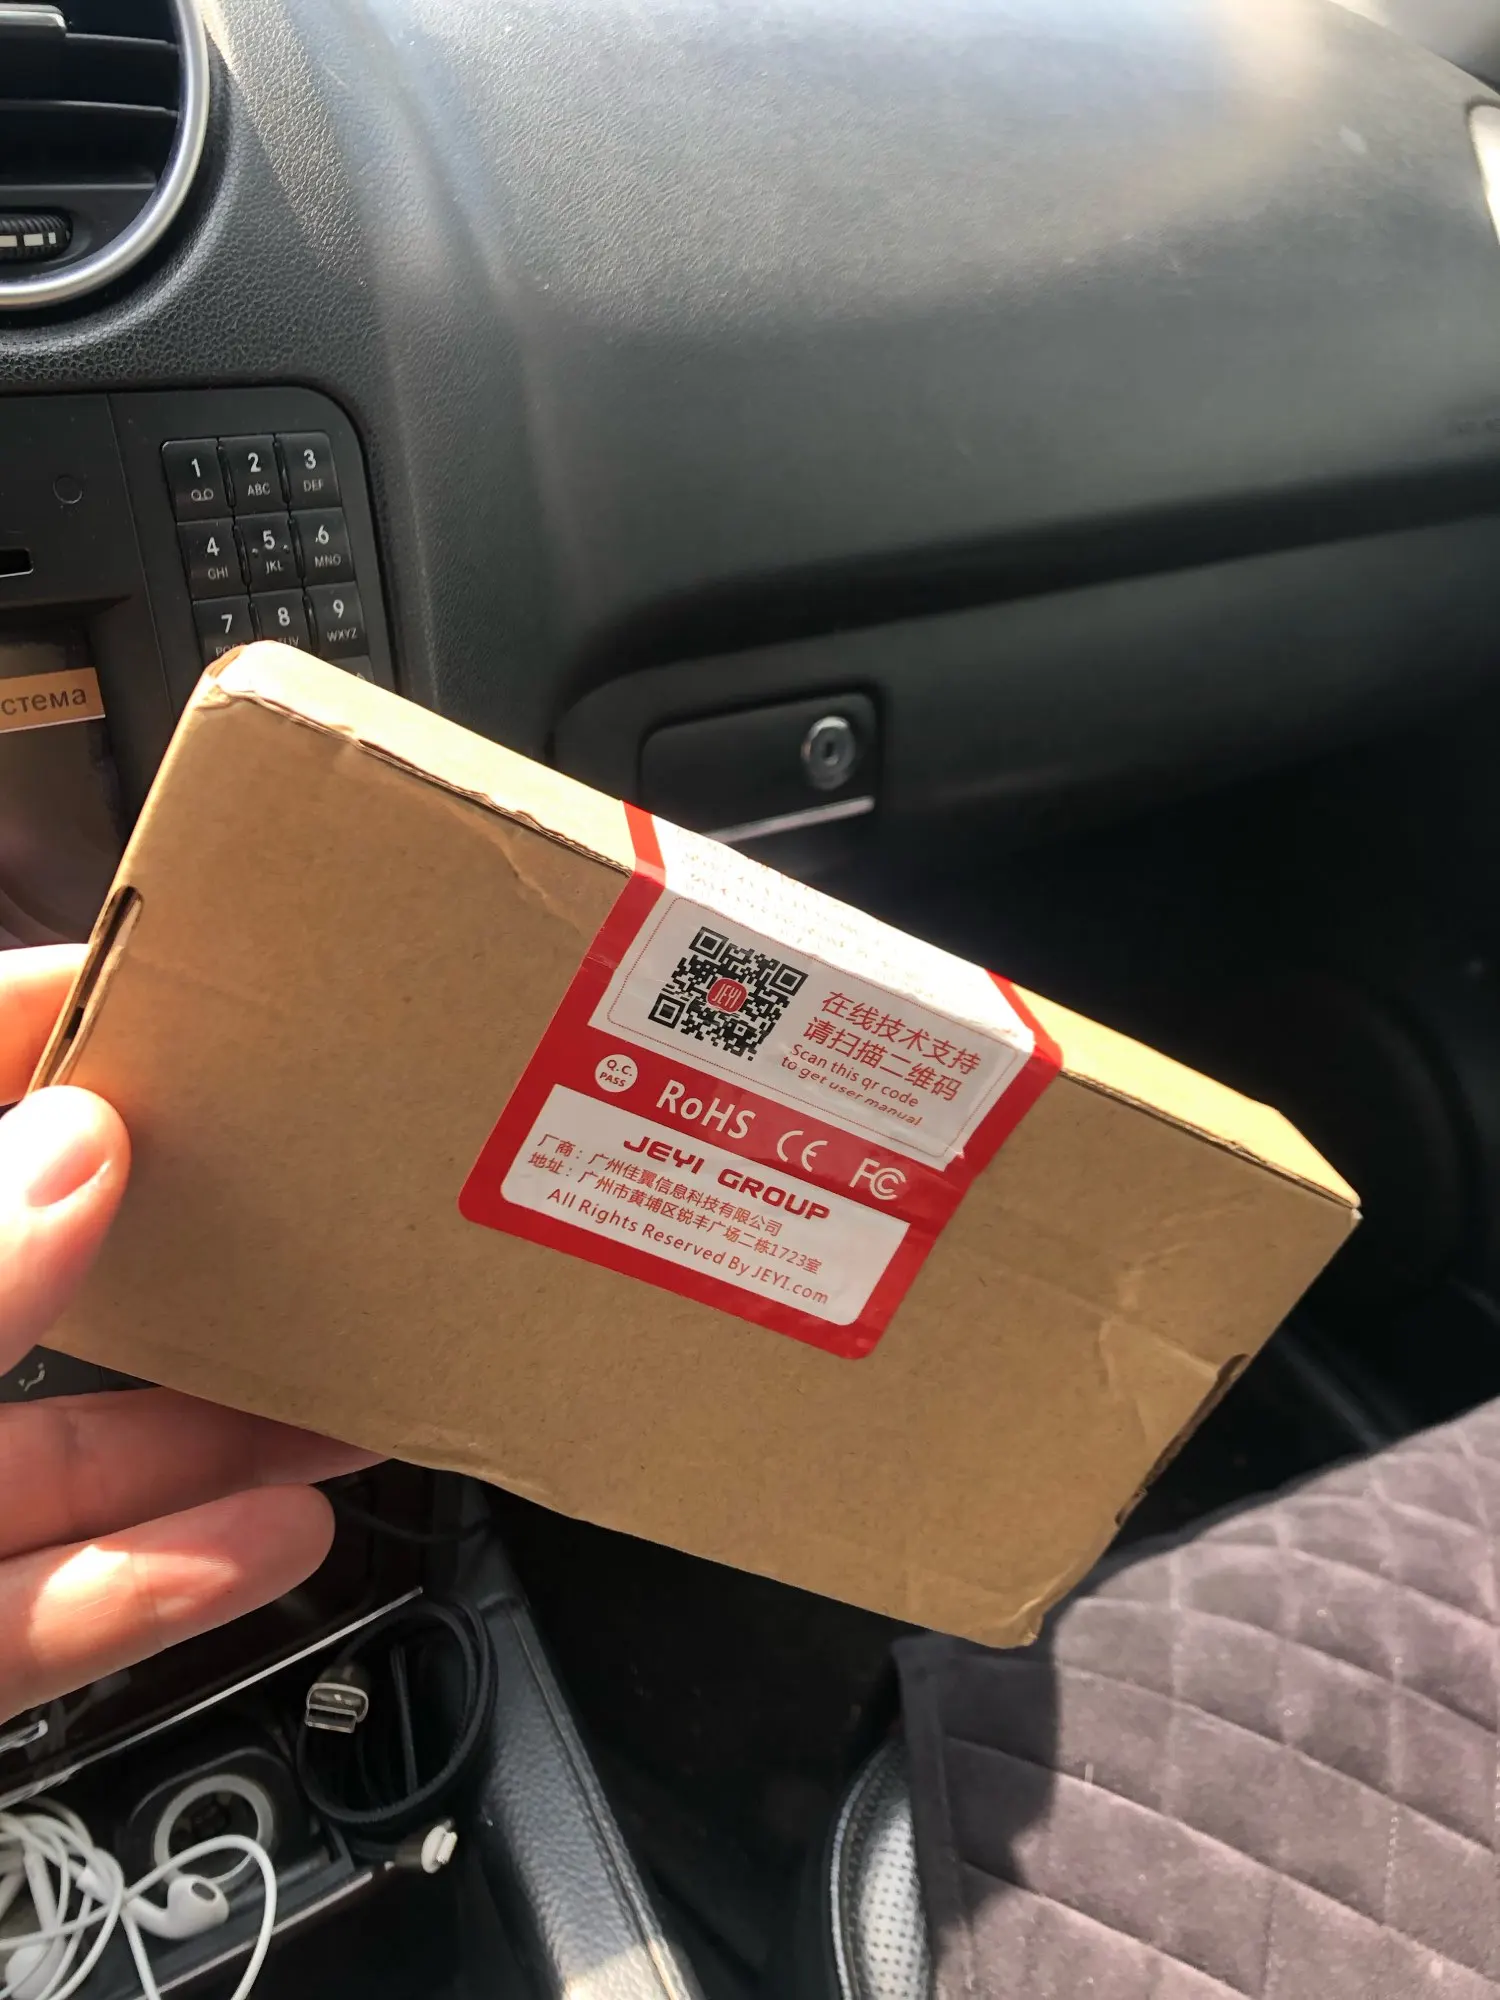 1
2
ABC
3
DEF
4
GHI
5
JKL
6
MNO
7
8
9
WXYZ
стема
JEYI
在线技术支持
请扫描二维码
Scan this qr code
to get user manual
Q.C.
PASS
RoHS CE FC
JEYI GROUP
厂商：广州佳翼信息科技有限公司
地址：广州市黄埔区锐丰广场二栋1723室
All Rights Reserved By JEYI.com